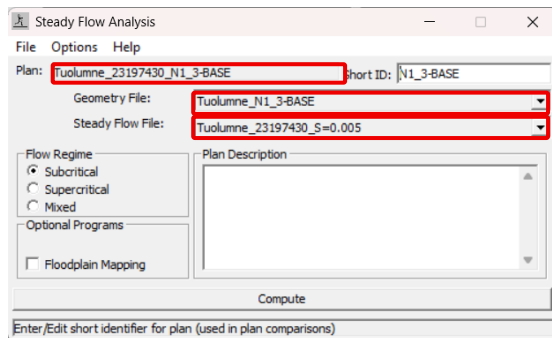 Steady Flow Analysis
File Options Help
Plan: Tuolumne_23197430_N1_3-BASE Short ID: N1_3-BASE
Geometry File: Tuolumne_N1_3-BASE
Steady Flow File: Tuolumne_23197430_S=0.005
Flow Regime Plan Description
Subcritical
Supercritical
Mixed
Optional Programs
Floodplain Mapping
Compute
Enter/Edit short identifier for plan (used in plan comparisons)